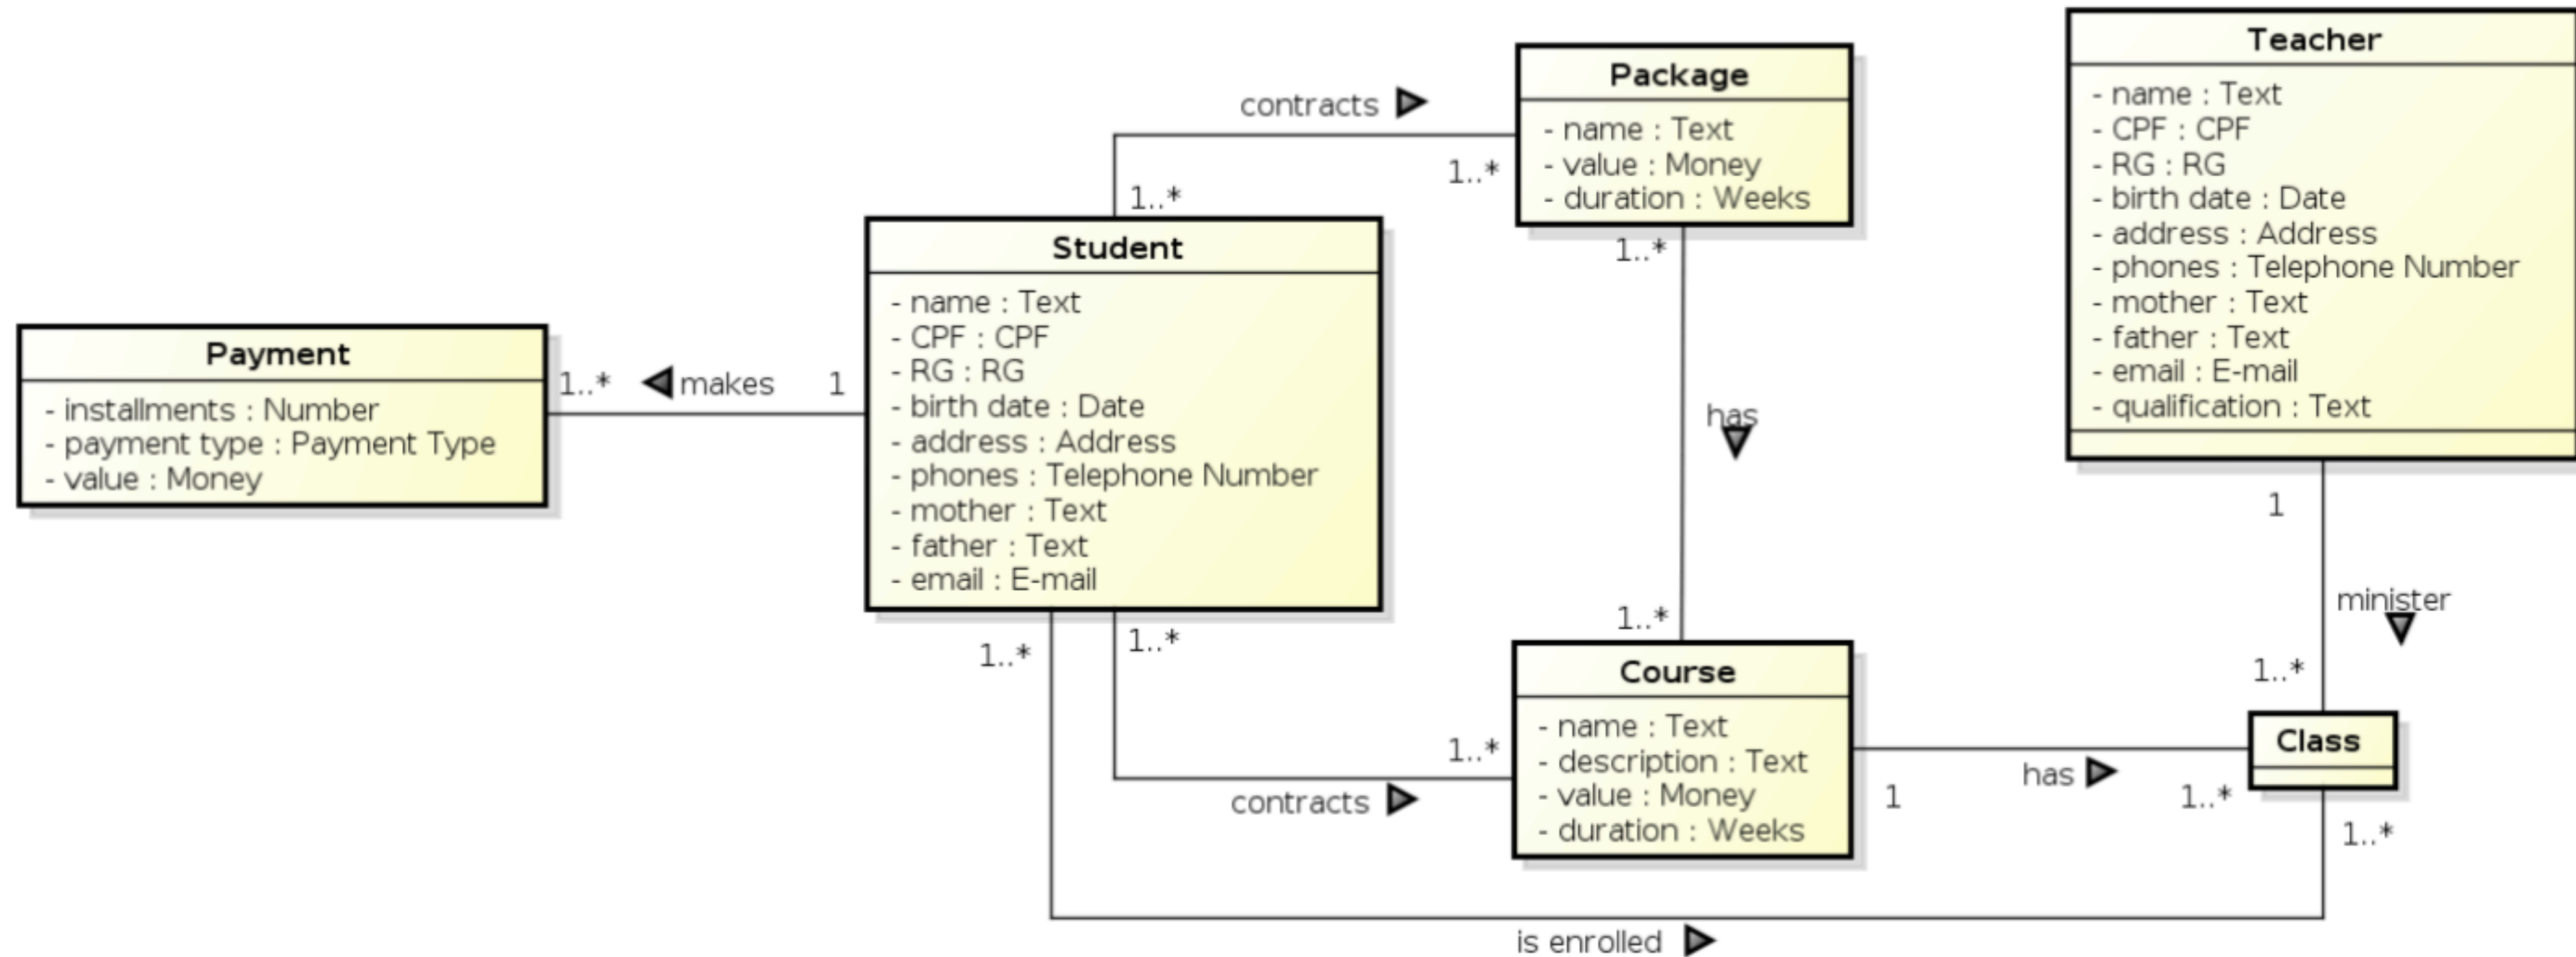 Payment
- installments : Number
- payment type : Payment Type
- value : Money
1..*
makes
1
Student
- name : Text
- CPF : CPF
- RG : RG
- birth date : Date
- address : Address
- phones : Telephone Number
- mother : Text
- father : Text
- email : E-mail
1..*
contracts
1..*
Package
- name : Text
- value : Money
- duration : Weeks
1..*
has
1..*
1..*
1..*
contracts
1..*
Course
- name : Text
- description : Text
- value : Money
- duration : Weeks
1
has
1..*
Teacher
- name : Text
- CPF : CPF
- RG : RG
- birth date : Date
- address : Address
- phones : Telephone Number
- mother : Text
- father : Text
- email : E-mail
- qualification : Text
1
minister
1..*
Class
1..*
is enrolled